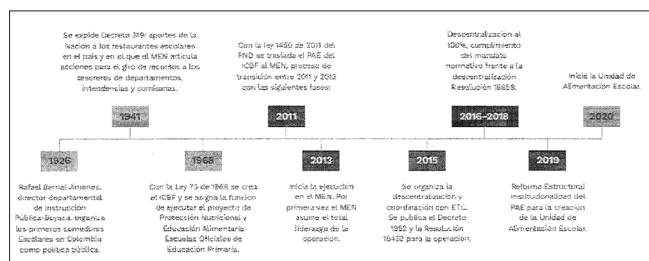 Se expide Decreto 319: aportes de la
Nación a los restaurantes escolares
en el país y en el que el MEN articula
acciones para el giro de recursos a los
tesoreros de departamentos,
intendencias y comisarías.
1941
Con la ley 1450 de 2011 del
PND se traslada el PAE del
ICBF al MEN, proceso de
transición entre 2011 y 2013
con las siguientes fases:
2011
Descentralización al
100%, cumplimiento
del mandato
normativo frente a la
descentralización
Resolución 18858.
2016-2018
Inicia la Unidad de
Alimentación Escolar.
2020
1926
Rafael Bernal Jimenez,
director departamental
de instrucción
Pública-Boyaca, organiza
los primeros comedores
Escolares en Colombia
como política pública.
1968
Con la Ley 75 de 1968 se crea
el ICBF y se asigna la funcion
de ejecutar el proyecto de
Protección Nutricional y
Educación Alimentaria
Escuelas Oficiales de
Educación Primaria.
2013
Inicia la ejecución
en el MEN. Por
primera vez el MEN
asume el total
liderazgo de la
operacion.
2015
Se organiza la
descentralización y
coordinación con ETC.
Se publica el Decreto
1852 y la Resolución
16432 para la operacion.
2019
Reforma Estructural
institucionalidad del
PAE para la creación
de la Unidad de
Alimentación Escolar.